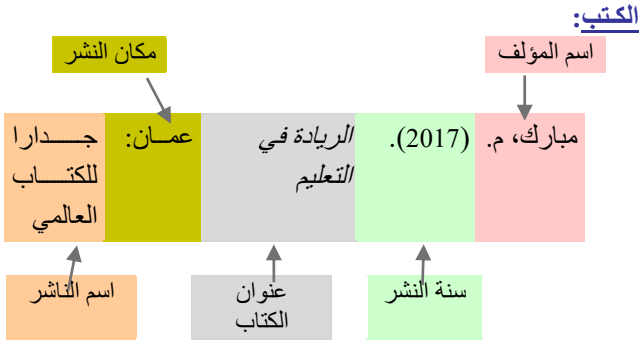 الكتب:
اسم المؤلف
مكان النشر
مبارك، م. (2017). الريادة في عمـان: جـــدارا
التعليم للكتـــاب
العالمي
سنة النشر
عنوان
الكتاب
اسم الناشر